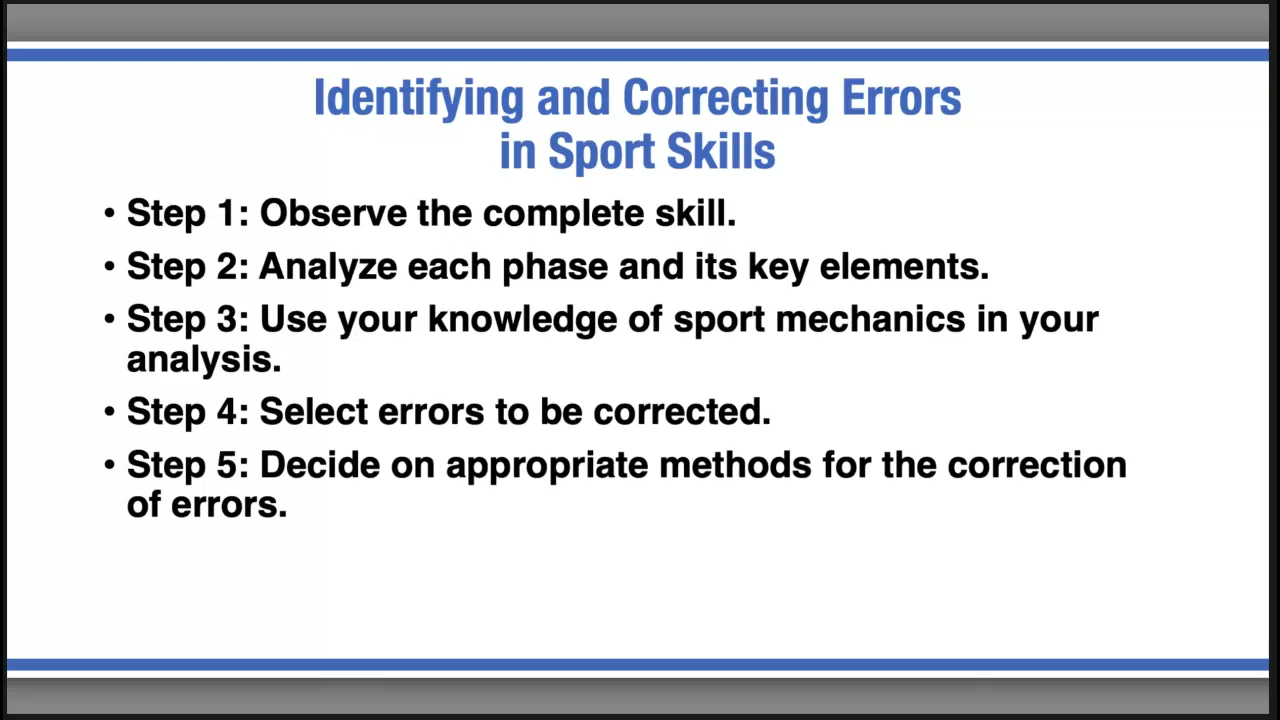 Identifying and Correcting Errors
in Sport Skills
• Step 1: Observe the complete skill.
• Step 2: Analyze each phase and its key elements.
• Step 3: Use your knowledge of sport mechanics in your
analysis.
• Step 4: Select errors to be corrected.
• Step 5: Decide on appropriate methods for the correction
of errors.